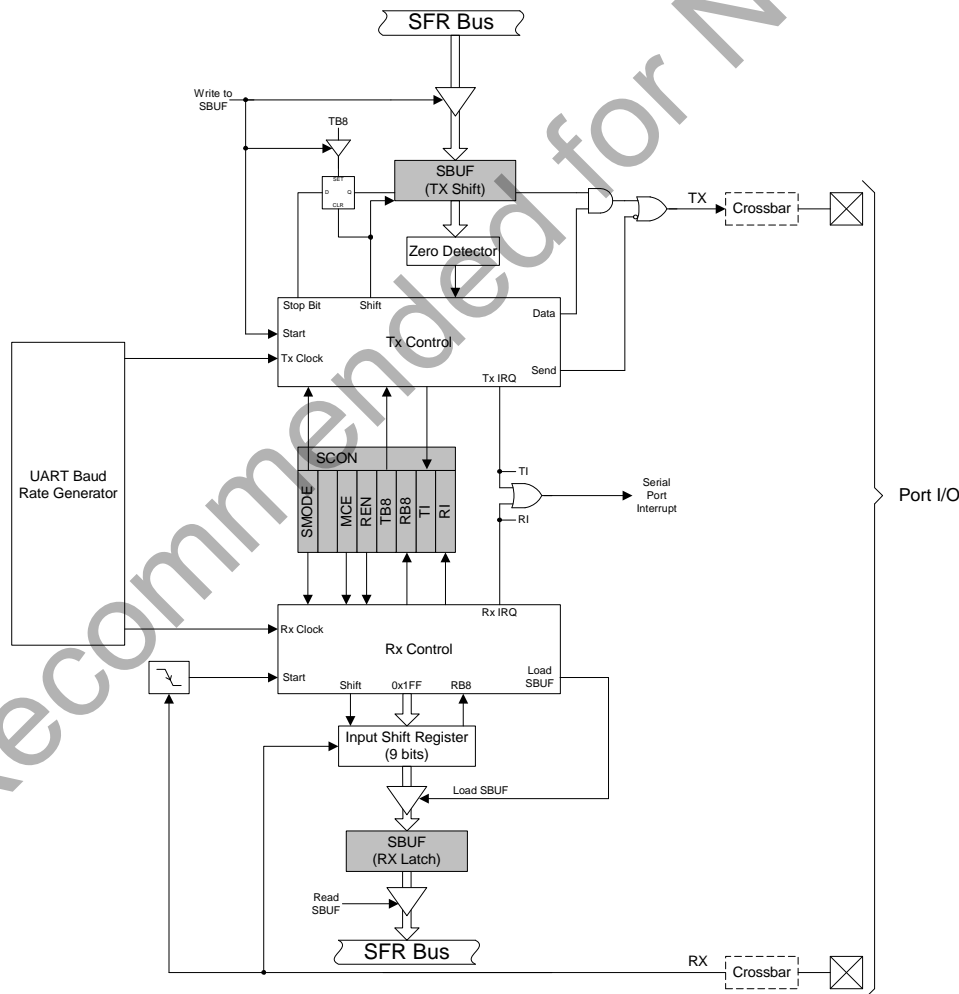 SFR Bus
Write to
SBUF
TB8
SET
D
Q
CLR
SBUF
(TX Shift)
TX
Crossbar
Zero Detector
Stop Bit
Shift
Data
Start
Tx Control
Tx Clock
Send
Tx IRQ
UART Baud
Rate Generator
SCON
SMODE
MCE
REN
TB8
RB8
TI
RI
TI
Serial
Port
Interrupt
RI
Port I/O
Rx IRQ
Rx Clock
Rx Control
Start
Load
SBUF
Shift
0x1FF
RB8
Input Shift Register
(9 bits)
Load SBUF
SBUF
(RX Latch)
Read
SBUF
SFR Bus
RX
Crossbar
Recommended for N